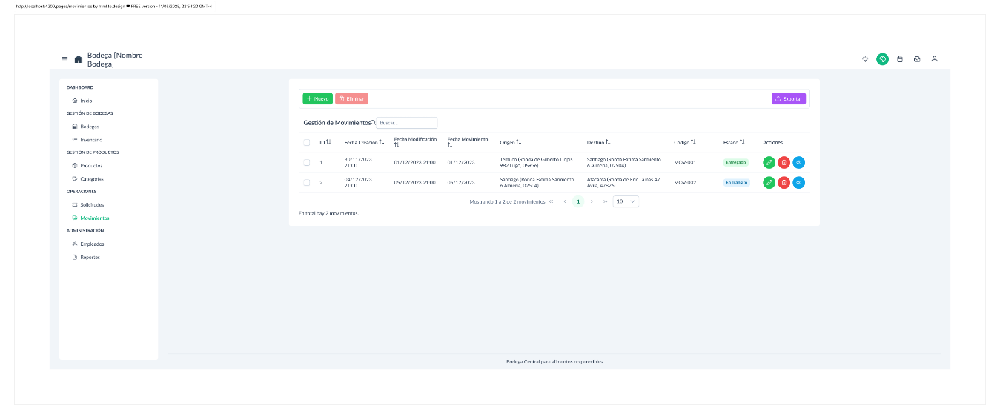 http://localhost:4200/pages/movimientos by html.to.design ❤ FREE version - 11/06/2025, 22:54:20 GMT-4
Bodega [Nombre
Bodega]
DASHBOARD
Inicio
GESTIÓN DE BODEGAS
Bodegas
Inventario
GESTIÓN DE PRODUCTOS
Productos
Categorías
OPERACIONES
Solicitudes
Movimientos
ADMINISTRACIÓN
Empleados
Reportes
Nuevo Eliminar Exportar
Gestión de Movimientos Buscar...
ID Fecha Creación Fecha Modificación Fecha Movimiento Origen Destino Código Estado Acciones
1 30/11/2023 21:00 01/12/2023 21:00 01/12/2023 Temuco (Ronda de Gilberto Llopis 982 Lugo, 06956) Santiago (Ronda Fátima Sarmiento 6 Almería, 02504) MOV-001 Entregado
2 04/12/2023 21:00 05/12/2023 21:00 05/12/2023 Santiago (Ronda Fátima Sarmiento 6 Almería, 02504) Atacama (Ronda de Eric Lamas 47 Ávila, 47826) MOV-002 En Tránsito
Mostrando 1 a 2 de 2 movimientos 1 10
En total hay 2 movimientos.
Bodega Central para alimentos no perecibles